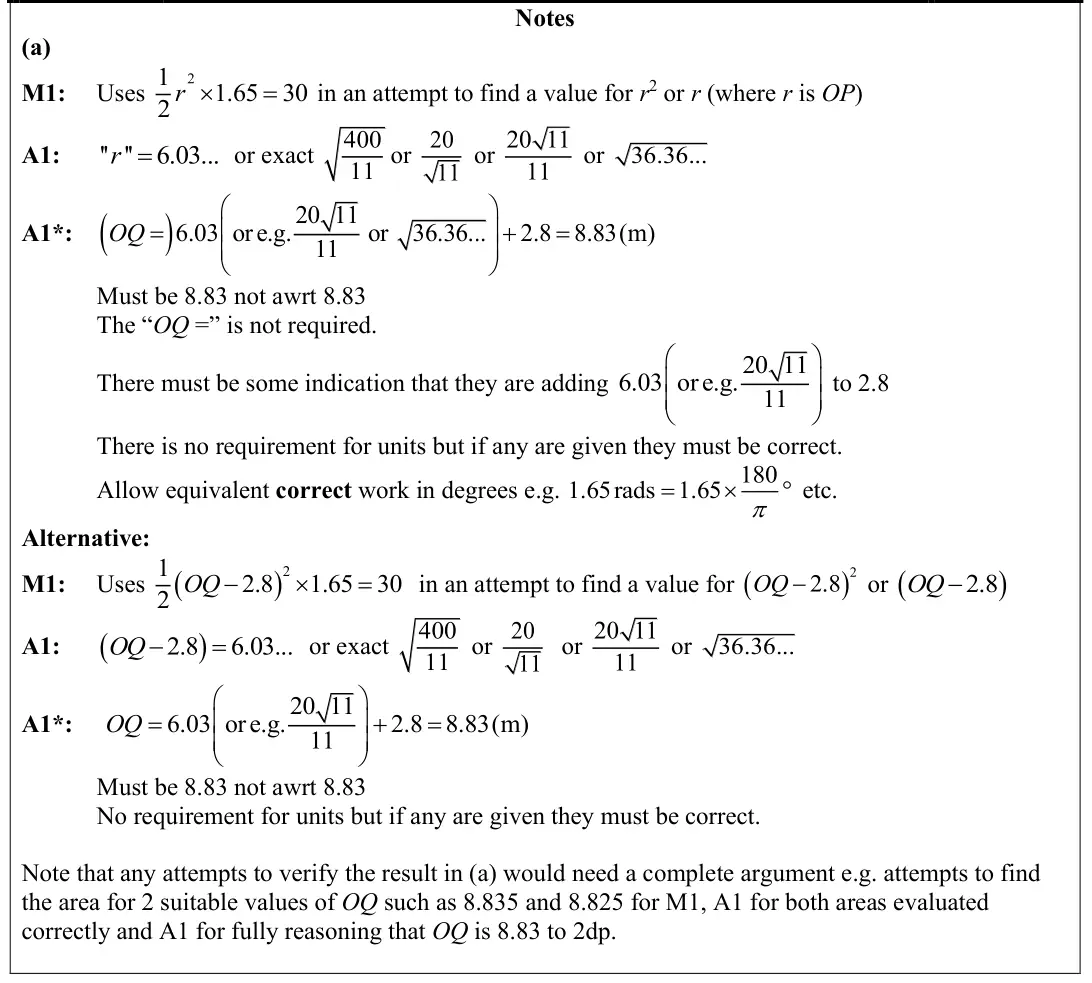 Notes
(a)
M1: Uses 1/2 r² × 1.65 = 30 in an attempt to find a value for r² or r (where r is OP)
A1: "r" = 6.03... or exact √(400/11) or 20/√11 or 20√11/11 or √36.36...
A1*: (OQ =) 6.03 (or e.g. 20√11/11 or √36.36...) + 2.8 = 8.83 (m)
Must be 8.83 not awrt 8.83
The “OQ =” is not required.
There must be some indication that they are adding 6.03 (or e.g. 20√11/11) to 2.8
There is no requirement for units but if any are given they must be correct.
Allow equivalent correct work in degrees e.g. 1.65 rads = 1.65 × 180/π ° etc.
Alternative:
M1: Uses 1/2 (OQ − 2.8)² × 1.65 = 30 in an attempt to find a value for (OQ − 2.8)² or (OQ − 2.8)
A1: (OQ − 2.8) = 6.03... or exact √(400/11) or 20/√11 or 20√11/11 or √36.36...
A1*: OQ = 6.03 (or e.g. 20√11/11) + 2.8 = 8.83 (m)
Must be 8.83 not awrt 8.83
No requirement for units but if any are given they must be correct.
Note that any attempts to verify the result in (a) would need a complete argument e.g. attempts to find
the area for 2 suitable values of OQ such as 8.835 and 8.825 for M1, A1 for both areas evaluated
correctly and A1 for fully reasoning that OQ is 8.83 to 2dp.